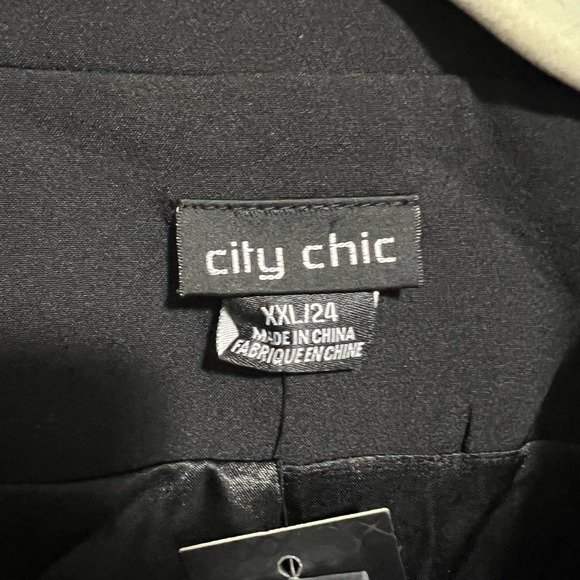 city chic
XXL/24
MADE IN CHINA
FABRIQUE EN CHINE